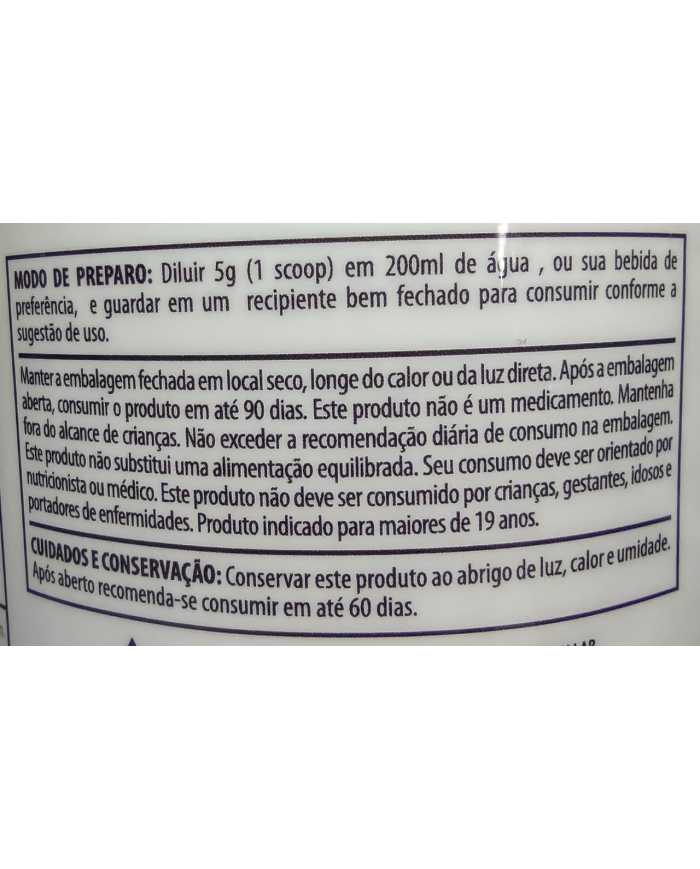 MODO DE PREPARO: Diluir 5g (1 scoop) em 200ml de água , ou sua bebida de
preferência, e guardar em um recipiente bem fechado para consumir conforme a
sugestão de uso.
Manter a embalagem fechada em local seco, longe do calor ou da luz direta. Após a embalagem
aberta, consumir o produto em até 90 dias. Este produto não é um medicamento. Mantenha
fora do alcance de crianças. Não exceder a recomendação diária de consumo na embalagem.
Este produto não substitui uma alimentação equilibrada. Seu consumo deve ser orientado por
nutricionista ou médico. Este produto não deve ser consumido por crianças, gestantes, idosos e
portadores de enfermidades. Produto indicado para maiores de 19 anos.
CUIDADOS E CONSERVAÇÃO: Conservar este produto ao abrigo de luz, calor e umidade.
Após aberto recomenda-se consumir em até 60 dias.